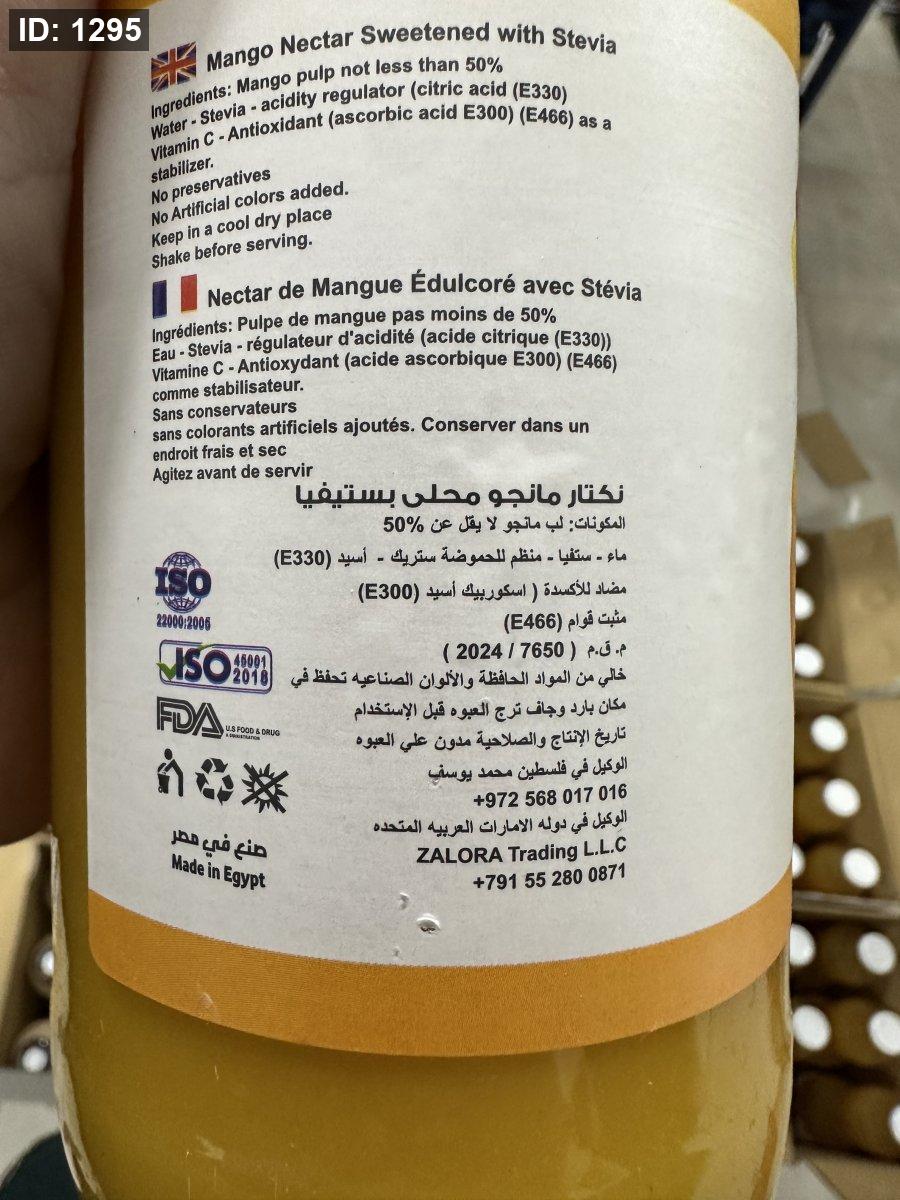 ID: 1295
Mango Nectar Sweetened with Stevia
Ingredients: Mango pulp not less than 50%
Water - Stevia - acidity regulator (citric acid (E330)
Vitamin C - Antioxidant (ascorbic acid E300) (E466) as a
stabilizer.
No preservatives
No Artificial colors added.
Keep in a cool dry place
Shake before serving.
Nectar de Mangue Édulcoré avec Stévia
Ingrédients: Pulpe de mangue pas moins de 50%
Eau - Stevia - régulateur d'acidité (acide citrique (E330))
Vitamine C - Antioxydant (acide ascorbique E300) (E466)
comme stabilisateur.
Sans conservateurs
sans colorants artificiels ajoutés. Conserver dans un
endroit frais et sec
Agitez avant de servir
نكتار مانجو محلى بستيفيا
المكونات: لب مانجو لا يقل عن 50%
ماء - ستفيا - منظم للحموضة ستريك - أسيد (E330)
مضاد للأكسدة ( اسكوربيك أسيد (E300)
مثبت قوام (E466)
م. ق.م ( 7650 / 2024 )
خالي من المواد الحافظة والألوان الصناعيه تحفظ في
مكان بارد وجاف ترج العبوه قبل الإستخدام
تاريخ الإنتاج والصلاحية مدون علي العبوه
الوكيل في فلسطين محمد يوسف
+972 568 017 016
الوكيل في دوله الامارات العربيه المتحده
ZALORA Trading L.L.C
+791 55 280 0871
ISO
22000:2005
ISO 45001
2018
FDA U.S FOOD & DRUG
ADMINISTRATION
صنع في مصر
Made in Egypt